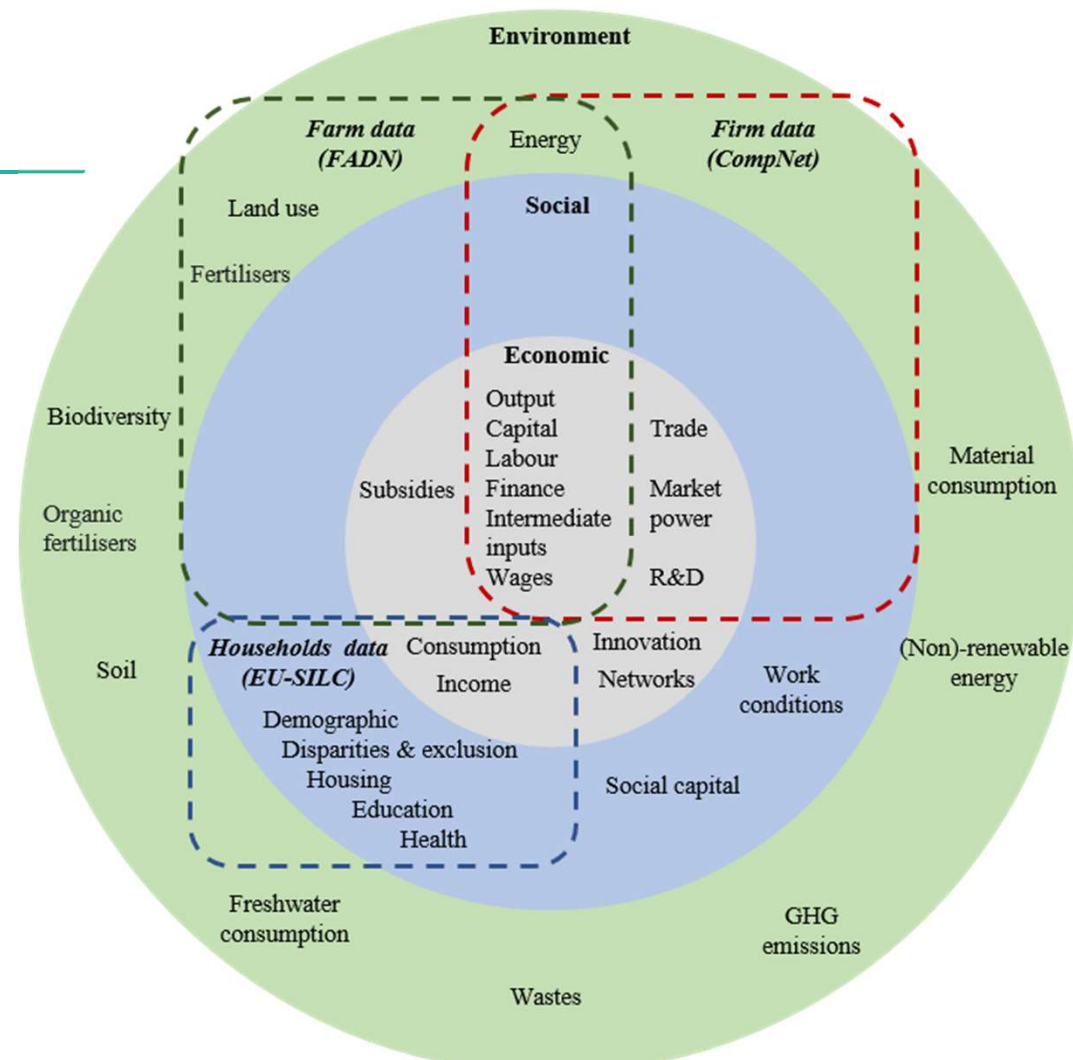 Environment
Farm data
(FADN)
Energy
Firm data
(CompNet)
Land use
Social
Fertilisers
Economic
Output
Capital
Labour
Finance
Intermediate
inputs
Wages
Subsidies
Trade
Market
power
R&D
Biodiversity
Organic
fertilisers
Material
consumption
Households data
(EU-SILC)
Consumption
Income
Innovation
Networks
Work
conditions
(Non)-renewable
energy
Soil
Demographic
Disparities & exclusion
Housing
Education
Health
Social capital
Freshwater
consumption
GHG
emissions
Wastes